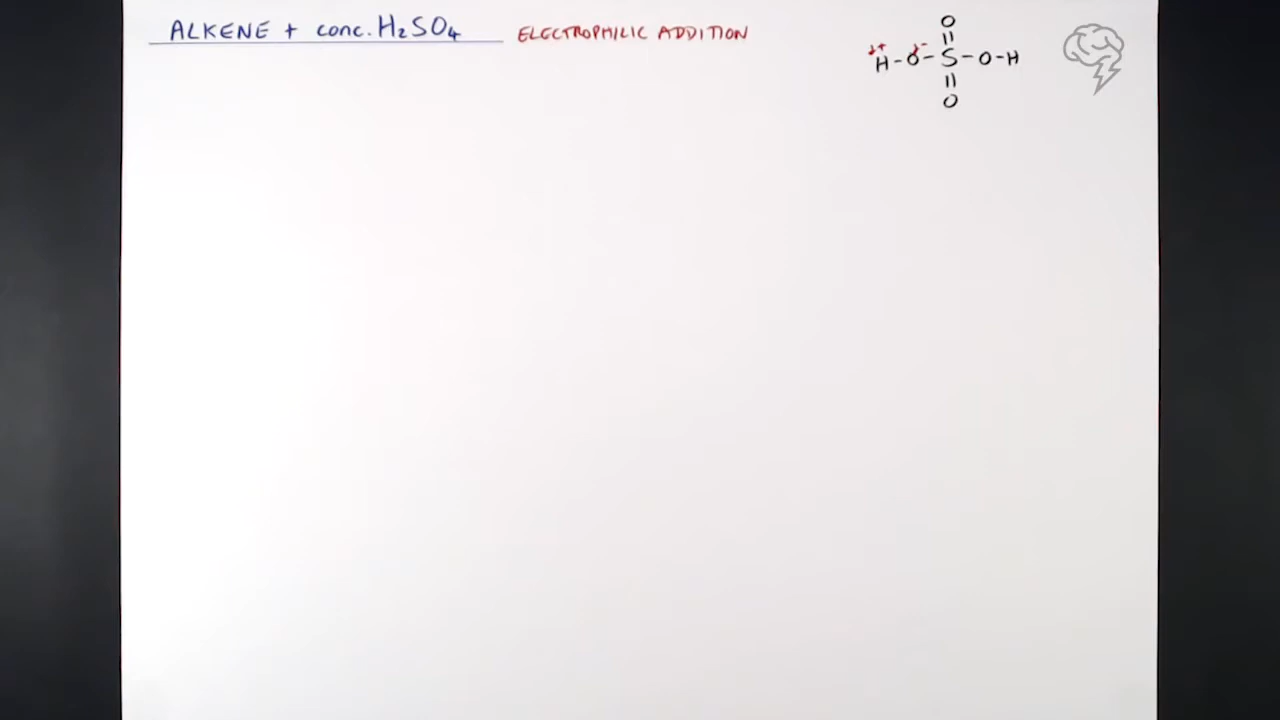 ALKENE + conc. H₂SO₄ ELECTROPHILIC ADDITION
O
||
δ+ δ-
H-O-S-O-H
||
O